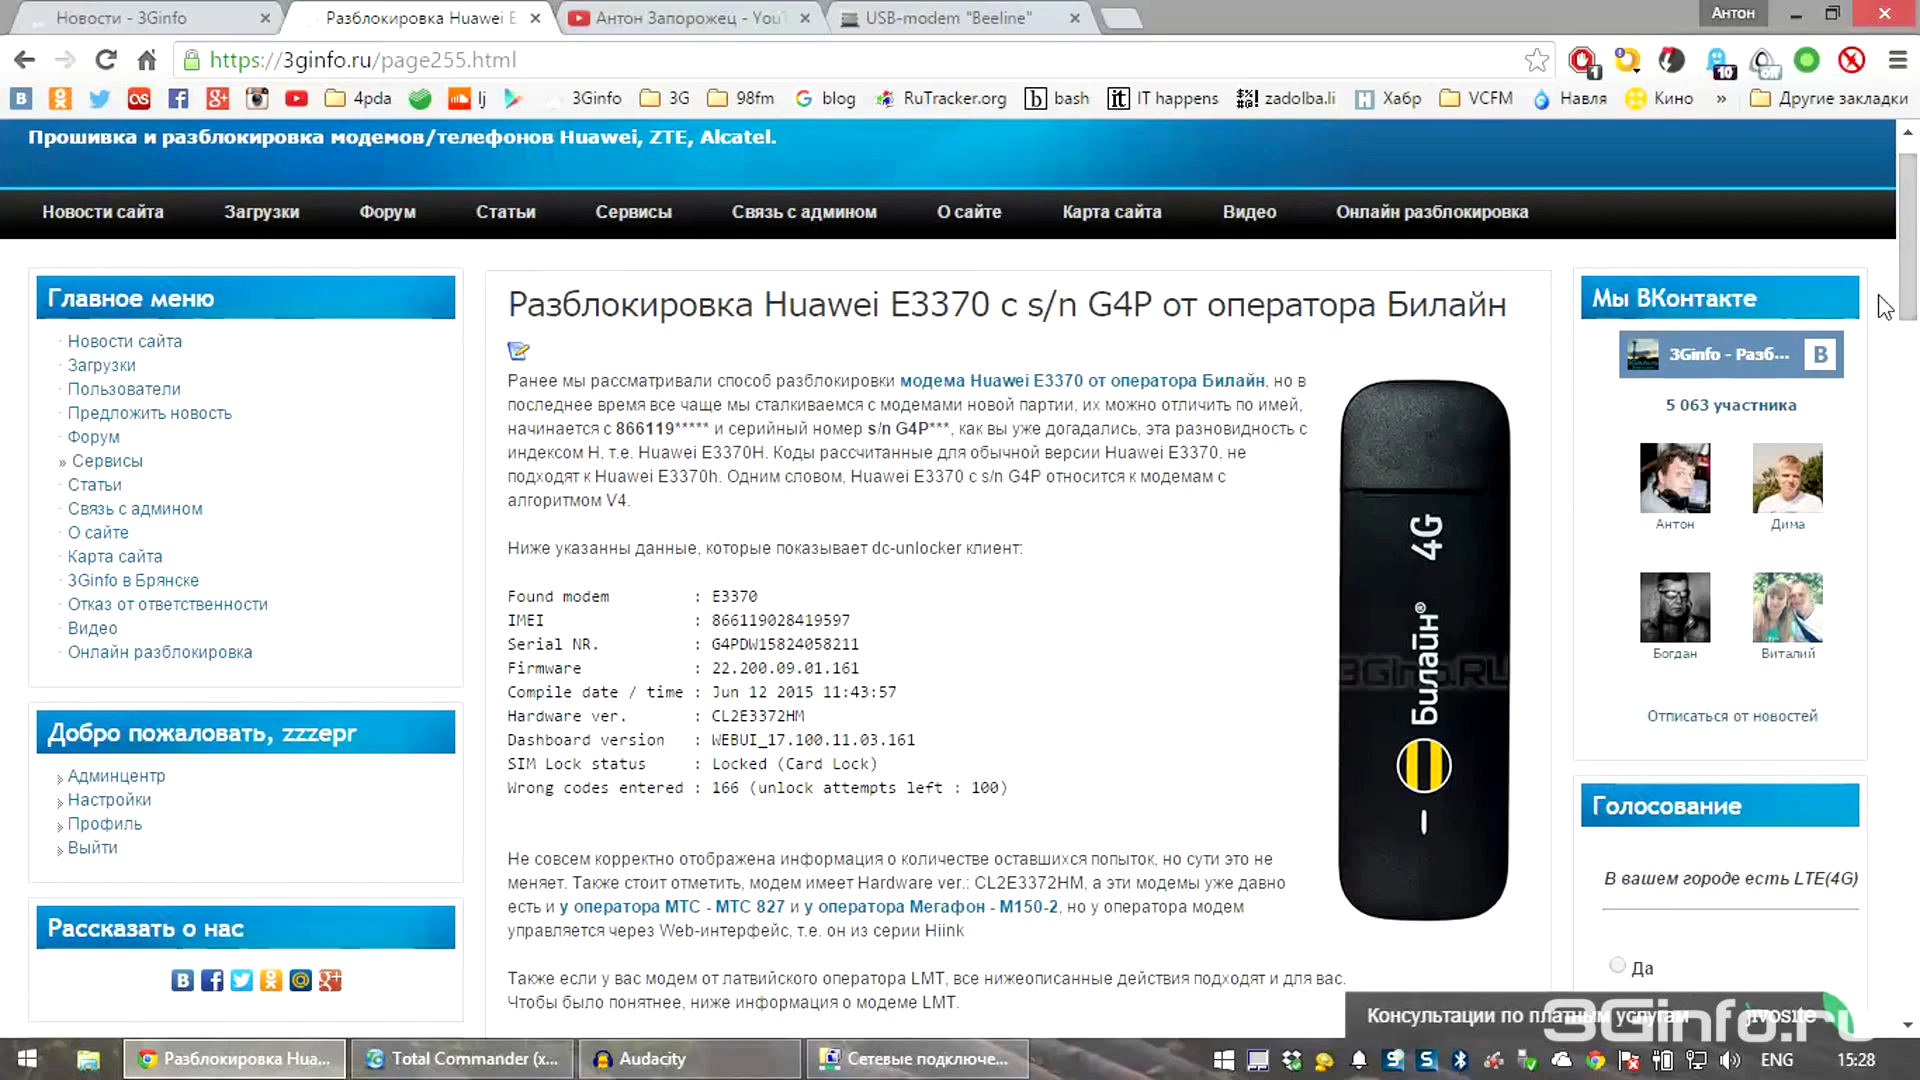 Новости - 3Ginfo
Разблокировка Huawei E
Антон Запорожец - YouT
USB-modem "Beeline"
Антон
https://3ginfo.ru/page255.html
1
10
off
4pda
lj
3Ginfo
3G
98fm
blog
RuTracker.org
bash
IT happens
zadolba.li
Хабр
VCFM
Навля
Кино
»
Другие закладки
Прошивка и разблокировка модемов/телефонов Huawei, ZTE, Alcatel.
Новости сайта
Загрузки
Форум
Статьи
Сервисы
Связь с админом
О сайте
Карта сайта
Видео
Онлайн разблокировка
Главное меню
Новости сайта
Загрузки
Пользователи
Предложить новость
Форум
» Сервисы
Статьи
Связь с админом
О сайте
Карта сайта
3Ginfo в Брянске
Отказ от ответственности
Видео
Онлайн разблокировка
Добро пожаловать, zzzepr
Админцентр
Настройки
Профиль
Выйти
Рассказать о нас
Разблокировка Huawei E3370 с s/n G4P от оператора Билайн
Ранее мы рассматривали способ разблокировки модема Huawei E3370 от оператора Билайн, но в
последнее время все чаще мы сталкиваемся с модемами новой партии, их можно отличить по имей,
начинается с 866119***** и серийный номер s/n G4P***, как вы уже догадались, эта разновидность с
индексом H, т.е. Huawei E3370H. Коды рассчитанные для обычной версии Huawei E3370, не
подходят к Huawei E3370h. Одним словом, Huawei E3370 с s/n G4P относится к модемам с
алгоритмом V4.
Ниже указанны данные, которые показывает dc-unlocker клиент:
Found modem : E3370
IMEI : 866119028419597
Serial NR. : G4PDW15824058211
Firmware : 22.200.09.01.161
Compile date / time : Jun 12 2015 11:43:57
Hardware ver. : CL2E3372HM
Dashboard version : WEBUI_17.100.11.03.161
SIM Lock status : Locked (Card Lock)
Wrong codes entered : 166 (unlock attempts left : 100)
Не совсем корректно отображена информация о количестве оставшихся попыток, но сути это не
меняет. Также стоит отметить, модем имеет Hardware ver.: CL2E3372HM, а эти модемы уже давно
есть и у оператора МТС - МТС 827 и у оператора Мегафон - М150-2, но у оператора модем
управляется через Web-интерфейс, т.е. он из серии Hiink
Также если у вас модем от латвийского оператора LMT, все нижеописанные действия подходят и для вас.
Чтобы было понятнее, ниже информация о модеме LMT.
4G
Билайн®
3GInfo.RU
Мы ВКонтакте
3Ginfo - Разб...
5 063 участника
Антон
Дима
Богдан
Виталий
Отписаться от новостей
Голосование
В вашем городе есть LTE(4G)
Да
Консультации по платным услугам
jivosite
3Ginfo.ru
Разблокировка Hua...
Total Commander (x...
Audacity
Сетевые подключе...
ENG
15:28